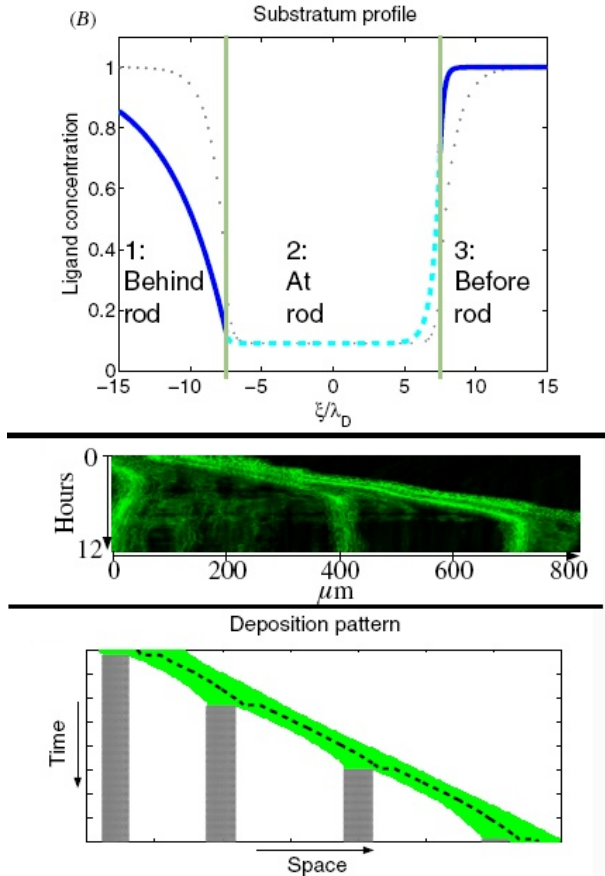 (B)
Substratum profile
Ligand concentration
1
0.8
0.6
0.4
0.2
0
1:
Behind
rod
2:
At
rod
3:
Before
rod
−15
−10
−5
0
5
10
15
ξ/λD
Hours
0
12
0
200
400
600
800
μm
Deposition pattern
Time
Space